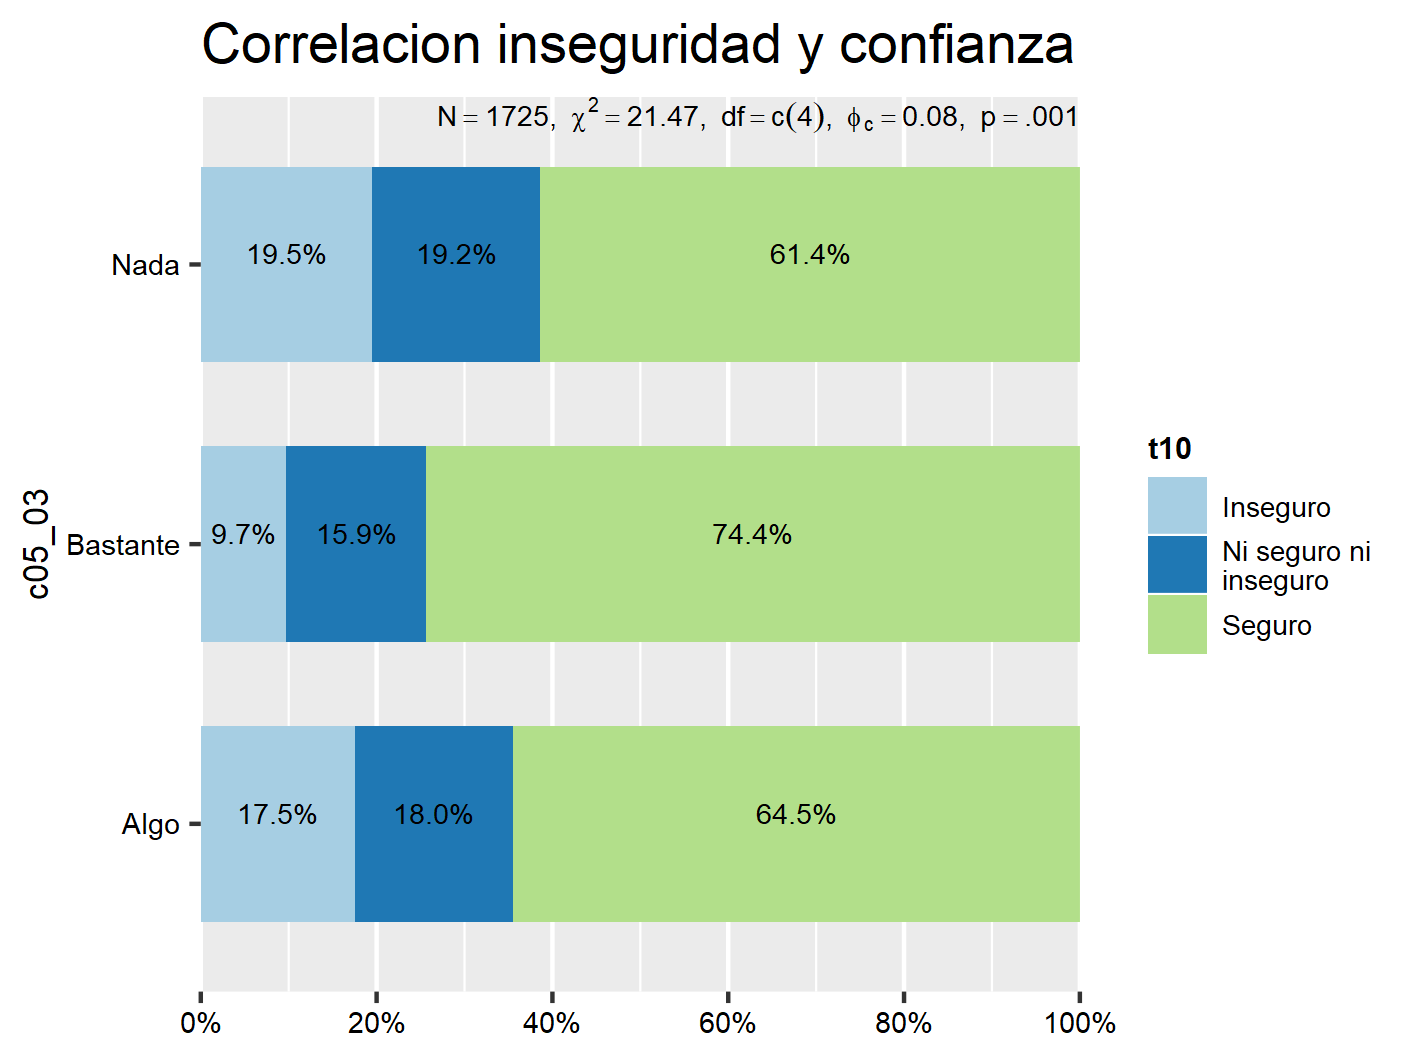 Correlacion inseguridad y confianza
N = 1725, χ² = 21.47, df = c(4), ϕc = 0.08, p = .001
Nada
19.5% 19.2% 61.4%
c05_03
Bastante
9.7% 15.9% 74.4%
Algo
17.5% 18.0% 64.5%
0% 20% 40% 60% 80% 100%
t10
Inseguro
Ni seguro ni
inseguro
Seguro